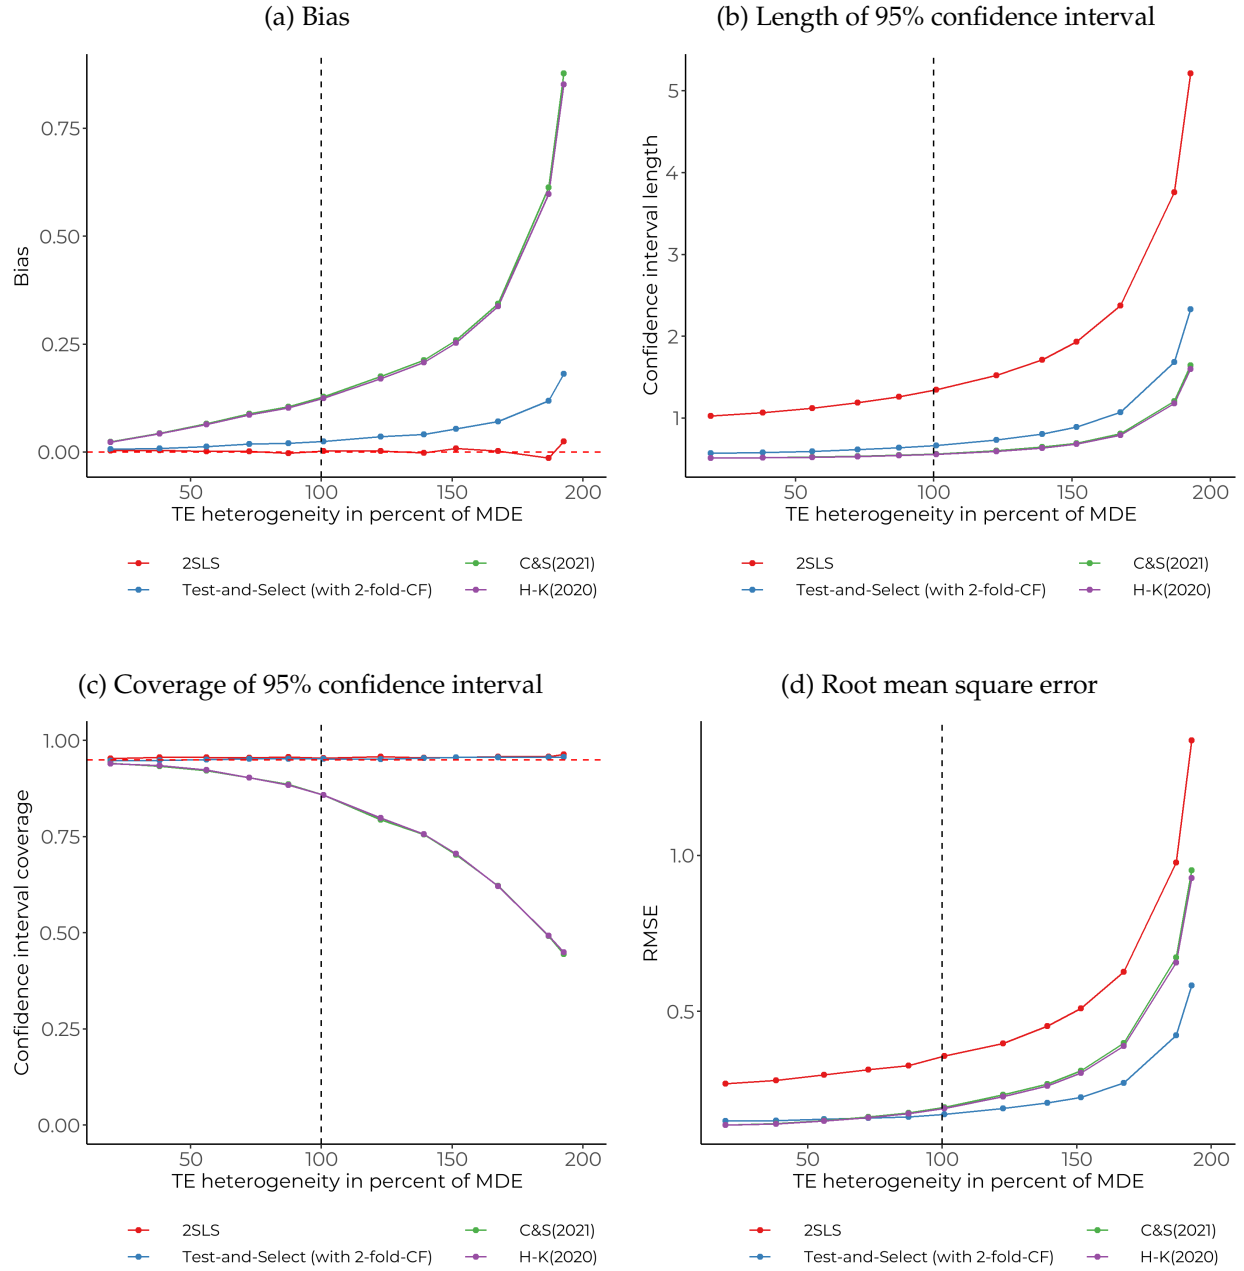 (a) Bias
0.75
0.50
0.25
0.00
Bias
50 100 150 200
TE heterogeneity in percent of MDE
2SLS
C&S(2021)
Test-and-Select (with 2-fold-CF)
H-K(2020)
(b) Length of 95% confidence interval
5
4
3
2
1
Confidence interval length
50 100 150 200
TE heterogeneity in percent of MDE
2SLS
C&S(2021)
Test-and-Select (with 2-fold-CF)
H-K(2020)
(c) Coverage of 95% confidence interval
1.00
0.75
0.50
0.25
0.00
Confidence interval coverage
50 100 150 200
TE heterogeneity in percent of MDE
2SLS
C&S(2021)
Test-and-Select (with 2-fold-CF)
H-K(2020)
(d) Root mean square error
1.0
0.5
RMSE
50 100 150 200
TE heterogeneity in percent of MDE
2SLS
C&S(2021)
Test-and-Select (with 2-fold-CF)
H-K(2020)